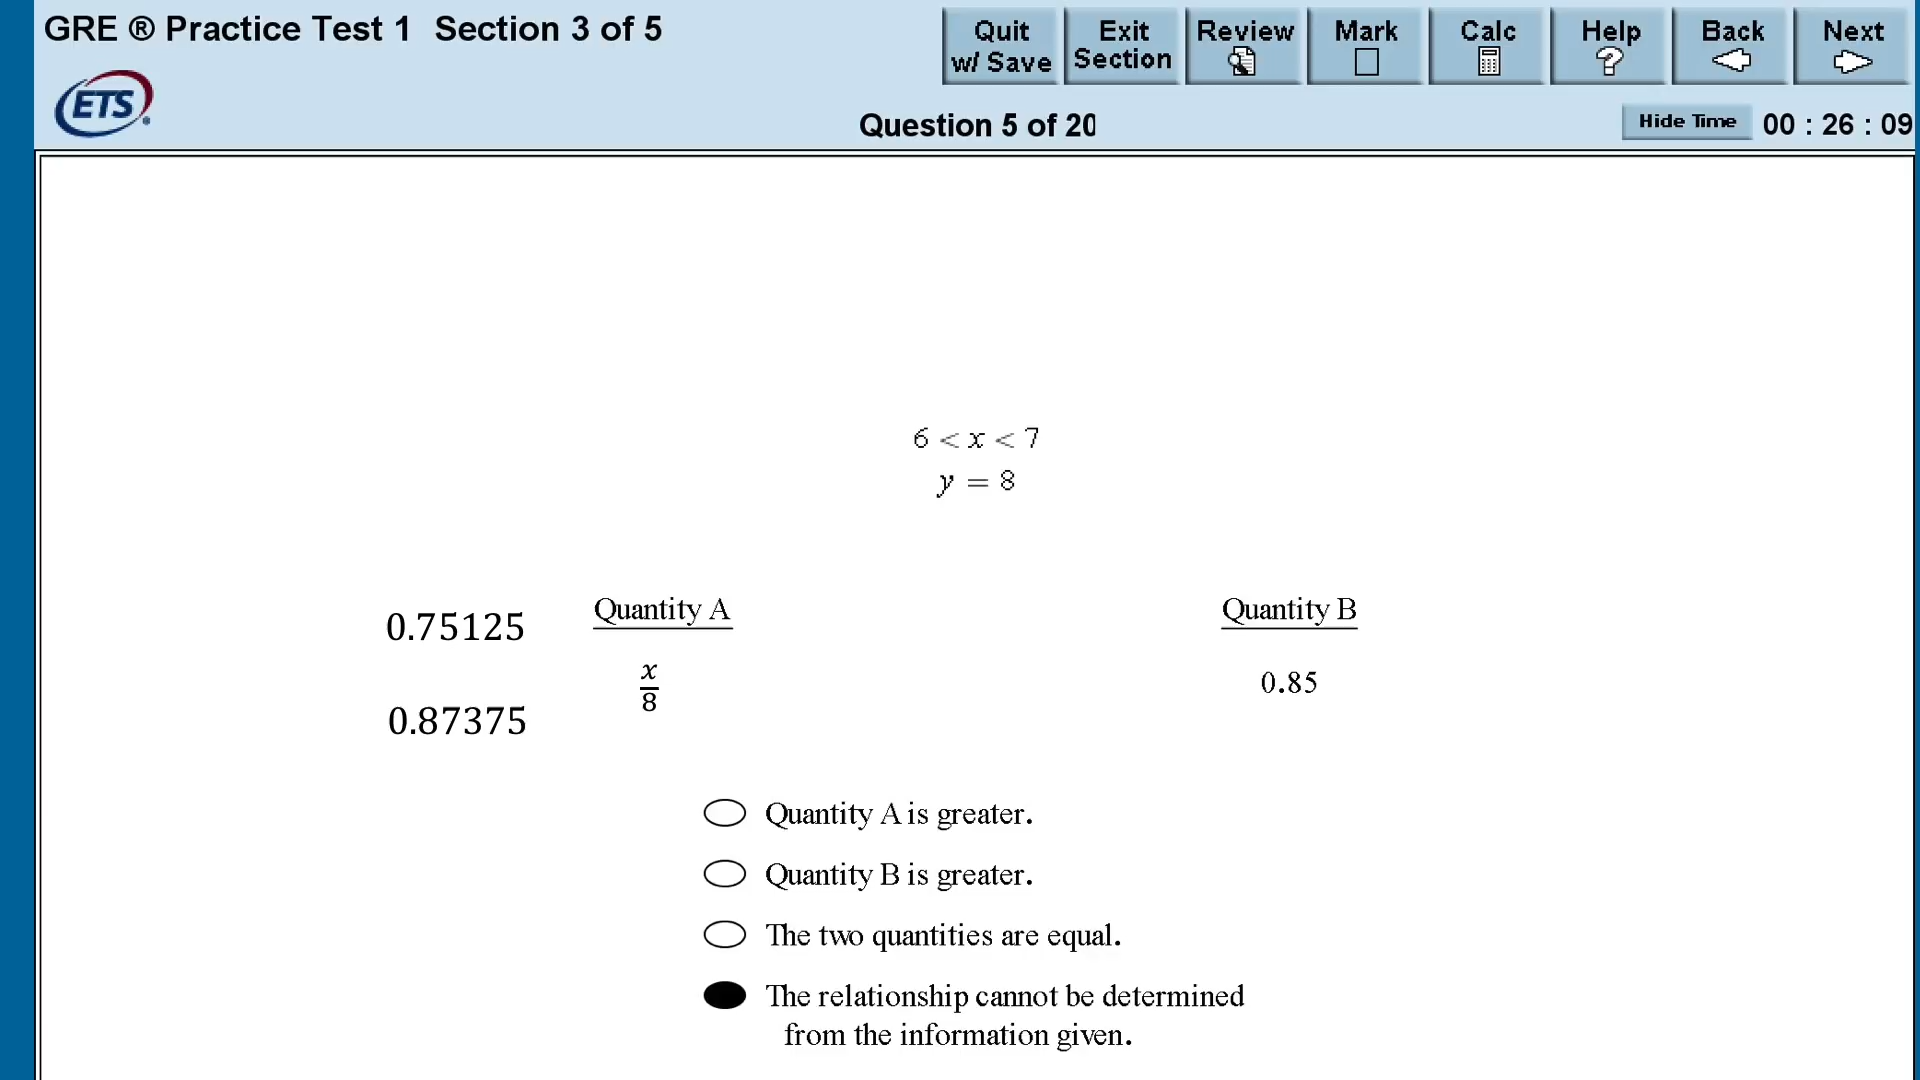 GRE ® Practice Test 1 Section 3 of 5
Quit w/ Save
Exit Section
Review
Mark
Calc
Help
?
Back
Next
ETS®
Question 5 of 20
Hide Time 00 : 26 : 09
6 < x < 7
y = 8
Quantity A
Quantity B
0.75125
x/8
0.85
0.87375
Quantity A is greater.
Quantity B is greater.
The two quantities are equal.
The relationship cannot be determined
from the information given.